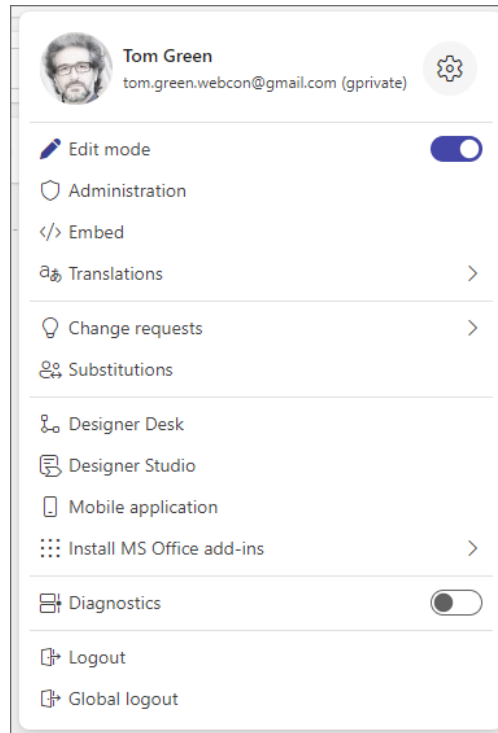 Tom Green
tom.green.webcon@gmail.com (gprivate)
Edit mode
Administration
Embed
Translations
Change requests
Substitutions
Designer Desk
Designer Studio
Mobile application
Install MS Office add-ins
Diagnostics
Logout
Global logout